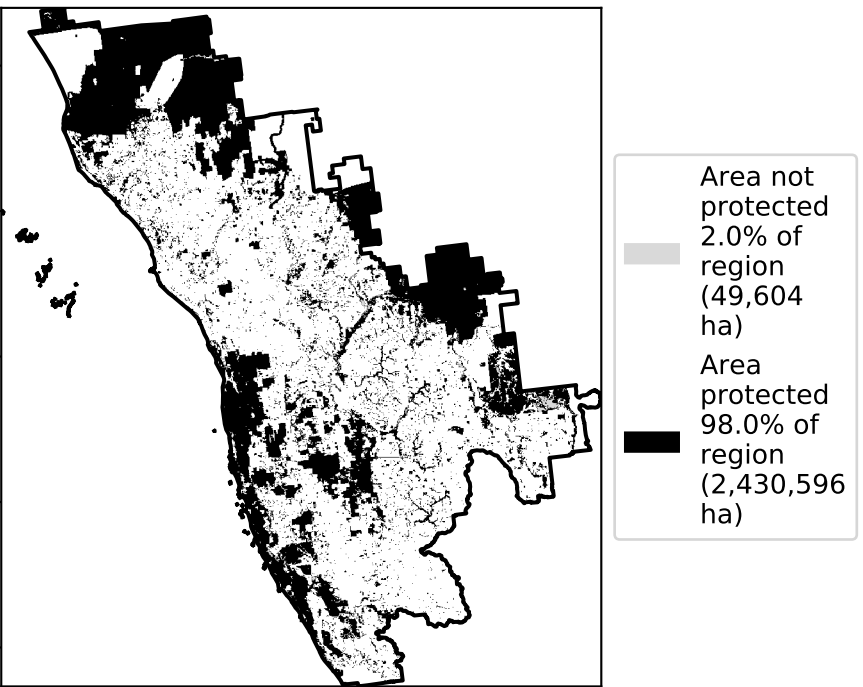 Area not
protected
2.0% of
region
(49,604
ha)
Area
protected
98.0% of
region
(2,430,596
ha)